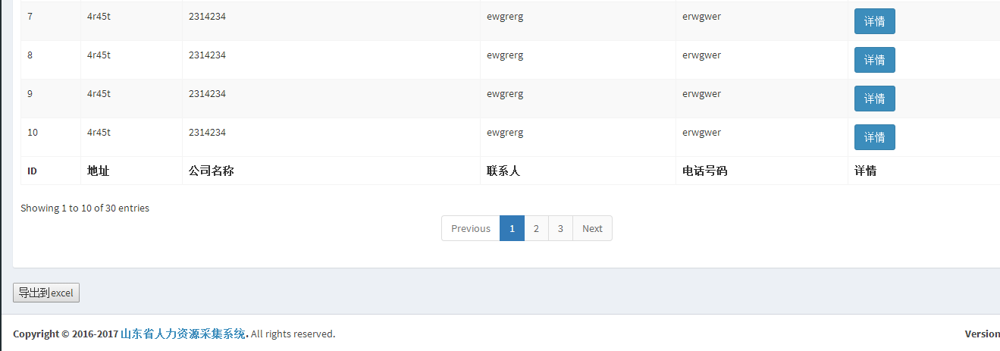 7 4r45t 2314234 ewgrerg erwgwer 详情
8 4r45t 2314234 ewgrerg erwgwer 详情
9 4r45t 2314234 ewgrerg erwgwer 详情
10 4r45t 2314234 ewgrerg erwgwer 详情
ID 地址 公司名称 联系人 电话号码 详情
Showing 1 to 10 of 30 entries
Previous 1 2 3 Next
导出到excel
Copyright © 2016-2017 山东省人力资源采集系统. All rights reserved. Version